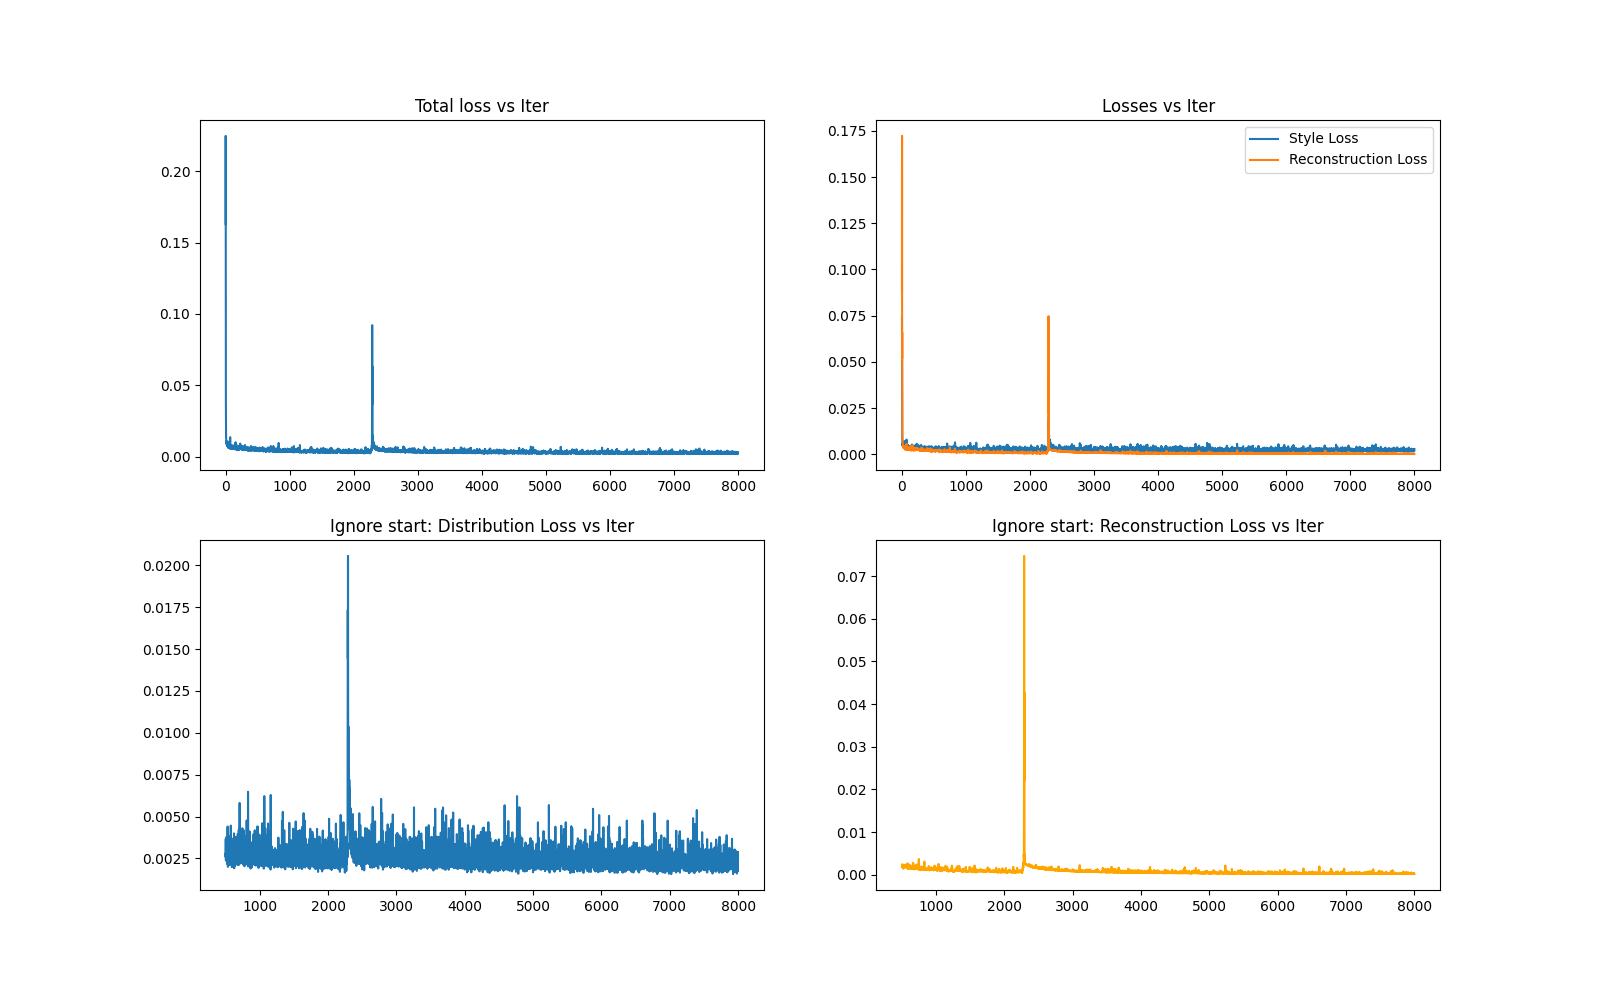 Total loss vs Iter
0.20
0.15
0.10
0.05
0.00
0 1000 2000 3000 4000 5000 6000 7000 8000
Losses vs Iter
Style Loss
Reconstruction Loss
0.175
0.150
0.125
0.100
0.075
0.050
0.025
0.000
0 1000 2000 3000 4000 5000 6000 7000 8000
Ignore start: Distribution Loss vs Iter
0.0200
0.0175
0.0150
0.0125
0.0100
0.0075
0.0050
0.0025
1000 2000 3000 4000 5000 6000 7000 8000
Ignore start: Reconstruction Loss vs Iter
0.07
0.06
0.05
0.04
0.03
0.02
0.01
0.00
1000 2000 3000 4000 5000 6000 7000 8000